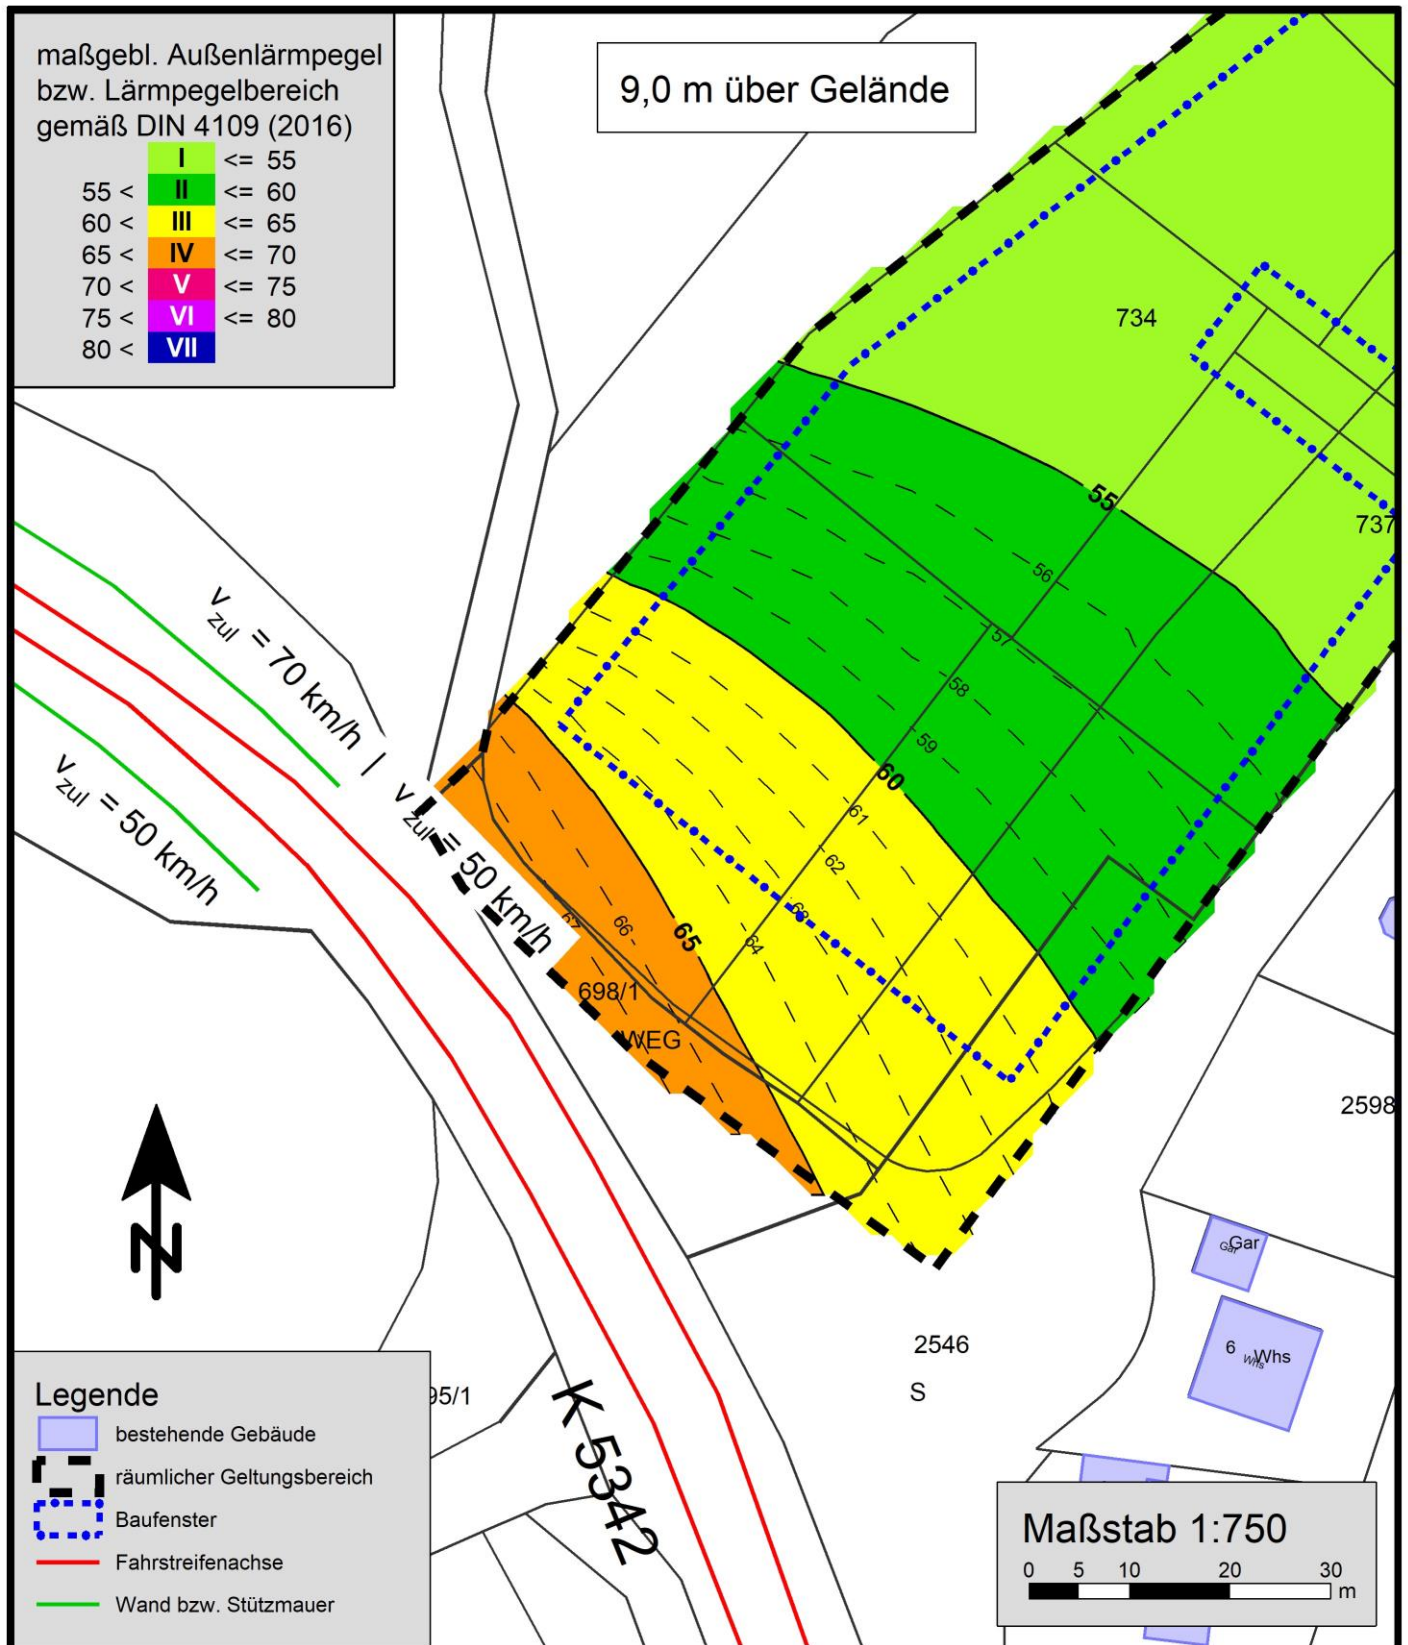 maßgebl. Außenlärmpegel
bzw. Lärmpegelbereich
gemäß DIN 4109 (2016)
I <= 55
55 < II <= 60
60 < III <= 65
65 < IV <= 70
70 < V <= 75
75 < VI <= 80
80 < VII
9,0 m über Gelände
734
737
55
56
57
58
59
60
61
62
63
64
65
66
67
v zul = 70 km/h
v zul = 50 km/h
v zul = 50 km/h
698/1
WEG
N
2598
Gar
Gar
6 Whs
Whs
2546
S
95/1
K 5342
Legende
bestehende Gebäude
räumlicher Geltungsbereich
Baufenster
Fahrstreifenachse
Wand bzw. Stützmauer
Maßstab 1:750
0 5 10 20 30
m